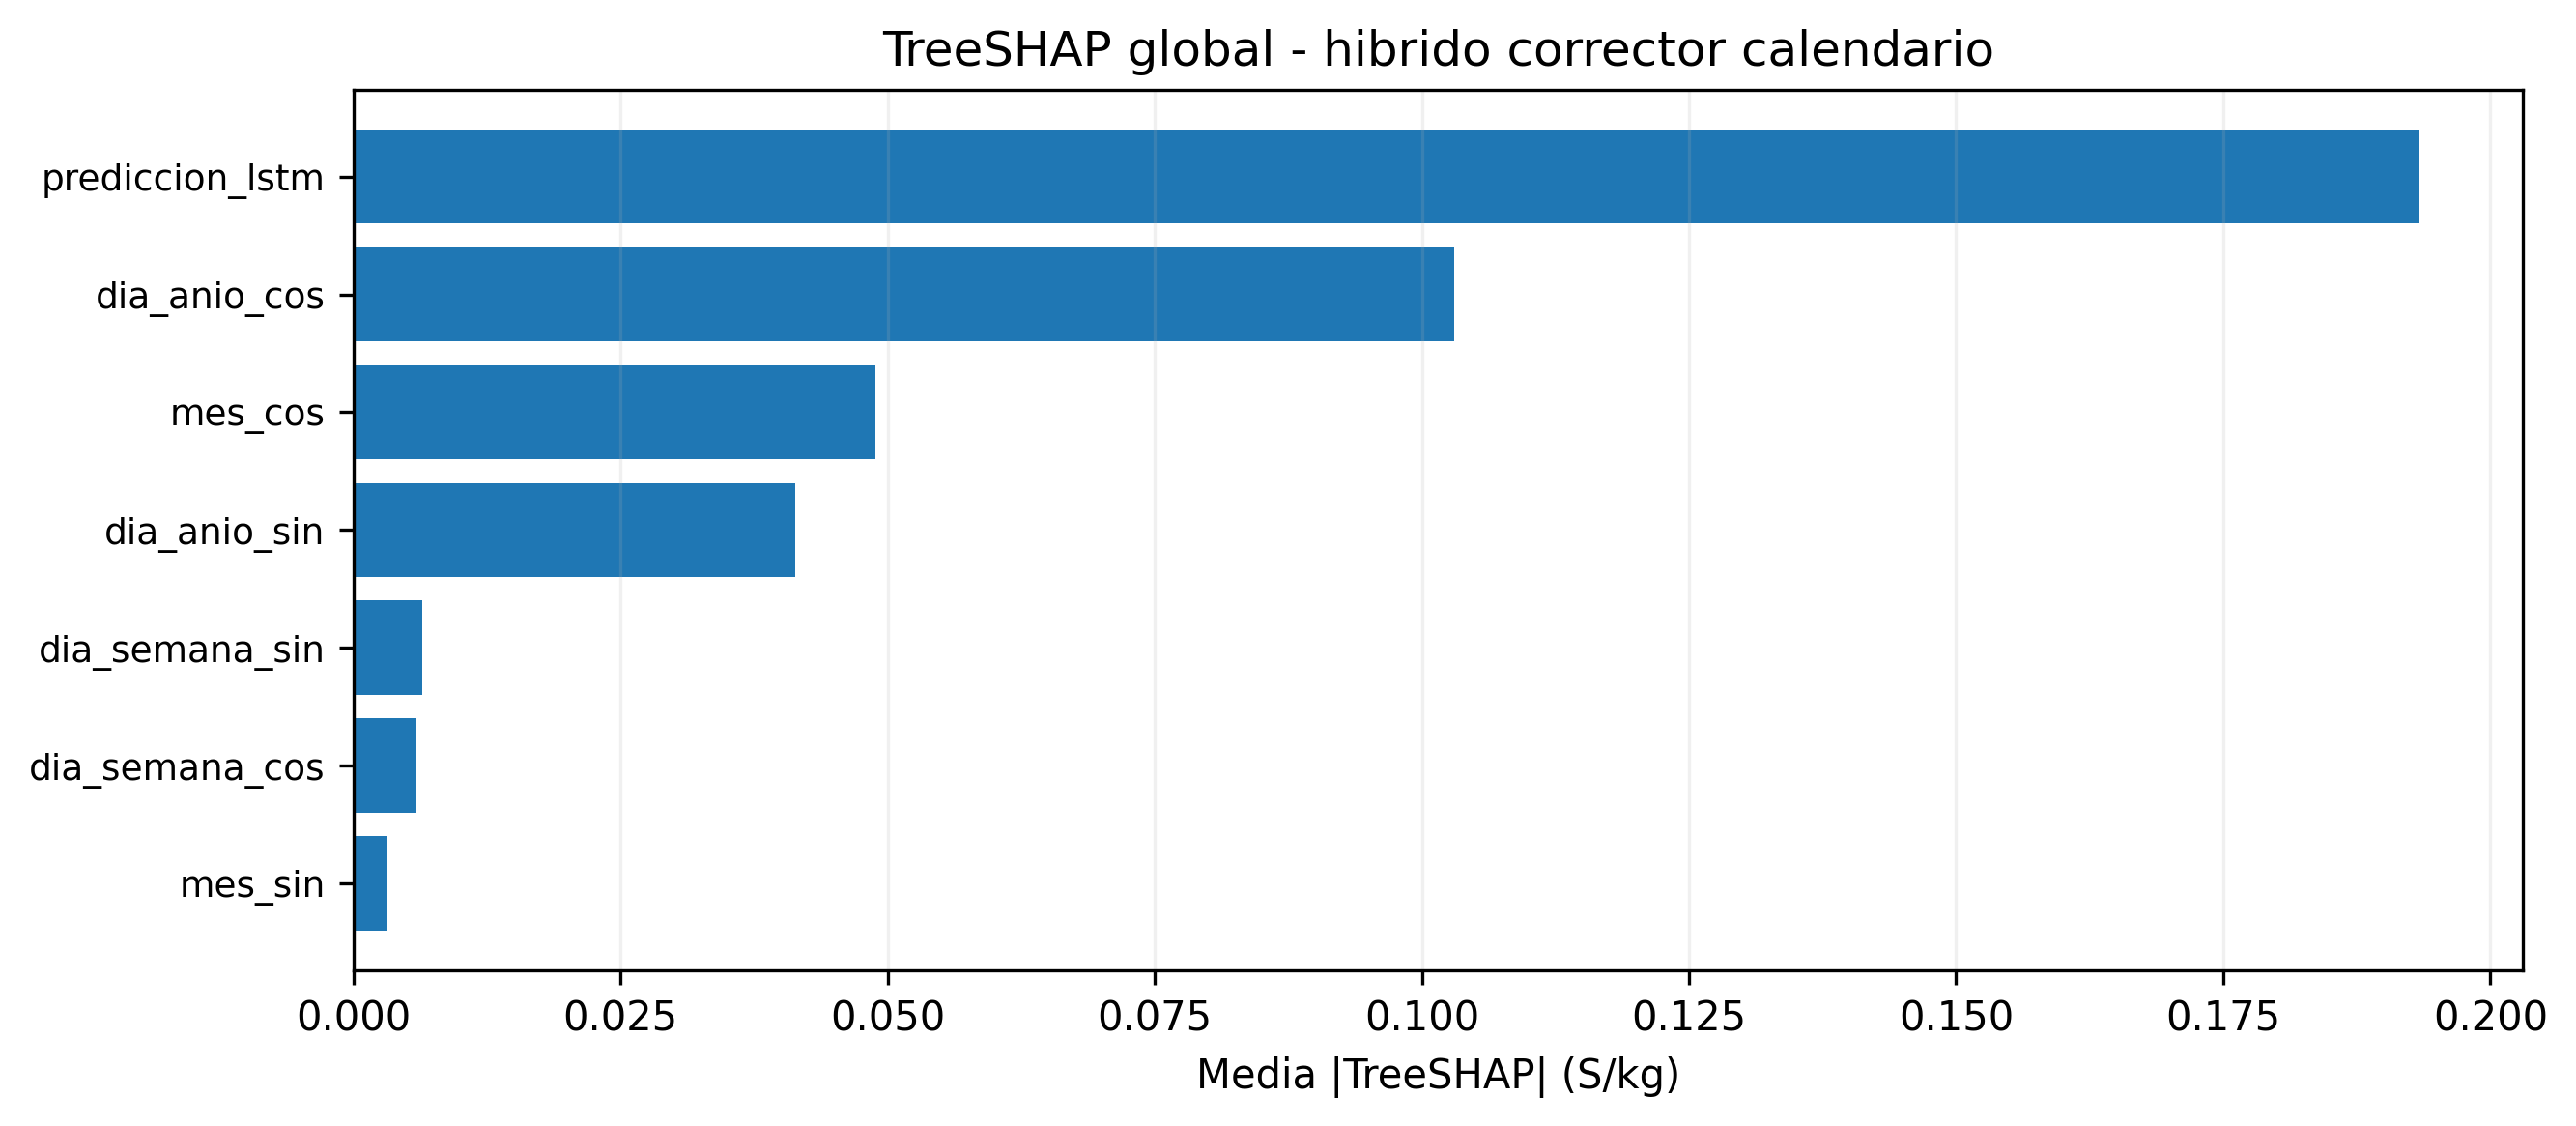 TreeSHAP global - hibrido corrector calendario
prediccion_lstm
dia_anio_cos
mes_cos
dia_anio_sin
dia_semana_sin
dia_semana_cos
mes_sin
0.000 0.025 0.050 0.075 0.100 0.125 0.150 0.175 0.200
Media |TreeSHAP| (S/kg)